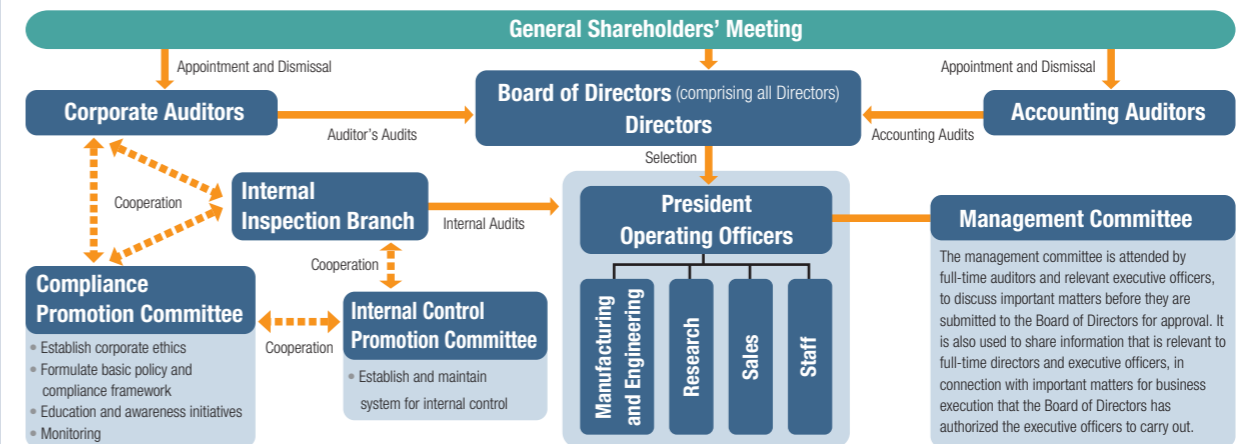 General Shareholders’ Meeting
Appointment and Dismissal
Appointment and Dismissal
Corporate Auditors
Board of Directors (comprising all Directors)
Directors
Accounting Auditors
Auditor’s Audits
Accounting Audits
Selection
Cooperation
Internal
Inspection Branch
Internal Audits
President
Operating Officers
Management Committee
The management committee is attended by
full-time auditors and relevant executive officers,
to discuss important matters before they are
submitted to the Board of Directors for approval. It
is also used to share information that is relevant to
full-time directors and executive officers, in
connection with important matters for business
execution that the Board of Directors has
authorized the executive officers to carry out.
Cooperation
Compliance
Promotion Committee
• Establish corporate ethics
• Formulate basic policy and
compliance framework
• Education and awareness initiatives
• Monitoring
Cooperation
Internal Control
Promotion Committee
• Establish and maintain
system for internal control
Manufacturing
and Engineering
Research
Sales
Staff